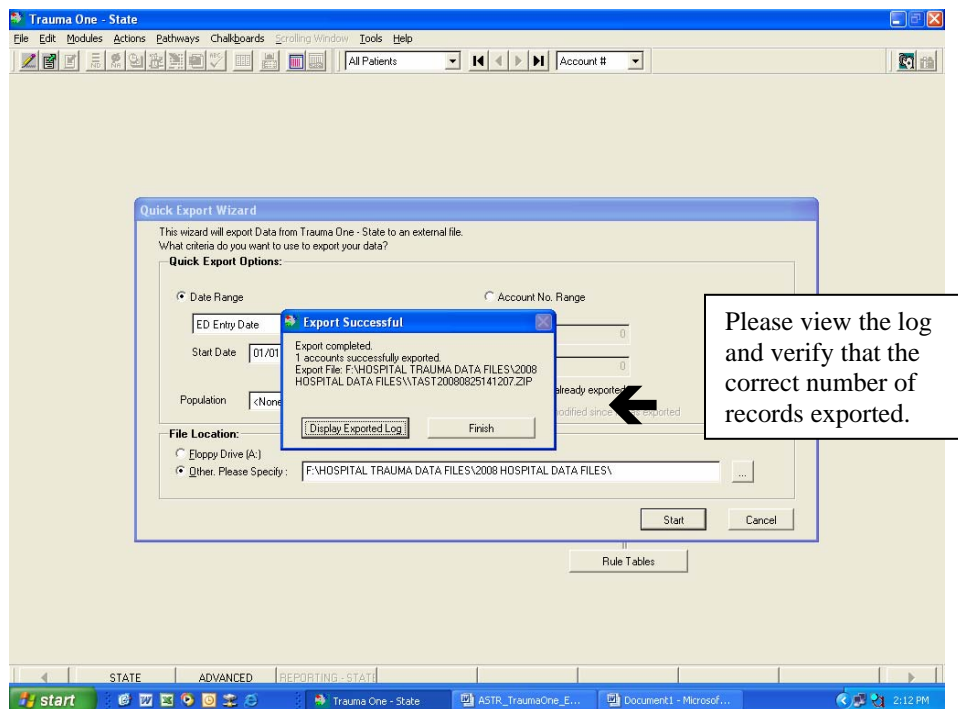 Trauma One - State
File Edit Modules Actions Pathways Chalkboards Scrolling Window Tools Help
All Patients Account #
Quick Export Wizard
This wizard will export Data from Trauma One - State to an external file.
What criteria do you want to use to export your data?
Quick Export Options:
Date Range Account No. Range
ED Entry Date
Start Date 01/01
0
0
Population <None
already exported
modified since exported
Export Successful
Export completed.
1 accounts successfully exported.
Export File: F:\HOSPITAL TRAUMA DATA FILES\2008
HOSPITAL DATA FILES\\TAST20080825141207.ZIP
Display Exported Log Finish
Please view the log
and verify that the
correct number of
records exported.
File Location:
Floppy Drive (A:)
Other. Please Specify : F:\HOSPITAL TRAUMA DATA FILES\2008 HOSPITAL DATA FILES\ ...
Start Cancel
Rule Tables
STATE ADVANCED REPORTING - STATE
start Trauma One - State ASTR_TraumaOne_E... Document1 - Microsof... 2:12 PM